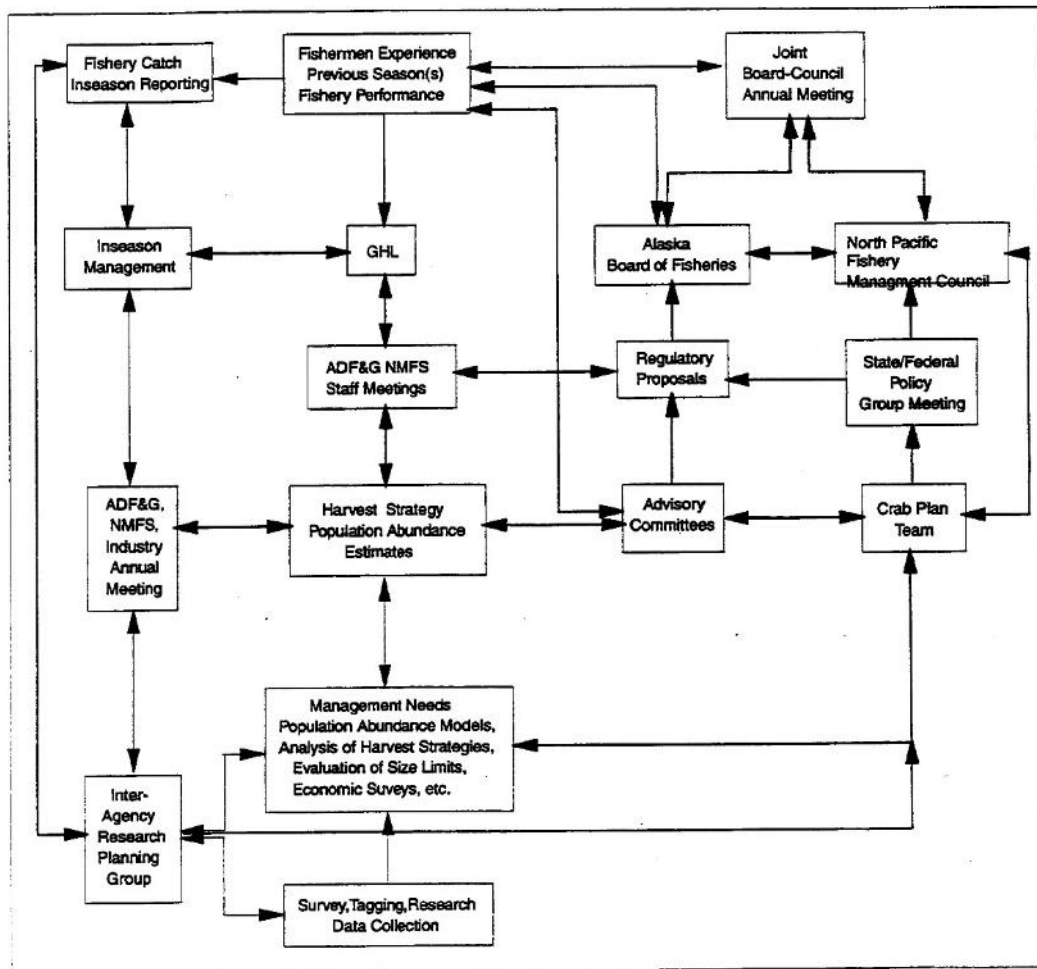 Fishery Catch
Inseason Reporting
Fishermen Experience
Previous Season(s)
Fishery Performance
Joint
Board-Council
Annual Meeting
Inseason
Management
GHL
Alaska
Board of Fisheries
North Pacific
Fishery
Managment Council
ADF&G NMFS
Staff Meetings
Regulatory
Proposals
State/Federal
Policy
Group Meeting
ADF&G,
NMFS,
Industry
Annual
Meeting
Harvest Strategy
Population Abundance
Estimates
Advisory
Committees
Crab Plan
Team
Management Needs
Population Abundance Models,
Analysis of Harvest Strategies,
Evaluation of Size Limits,
Economic Suveys, etc.
Inter-
Agency
Research
Planning
Group
Survey,Tagging,Research
Data Collection